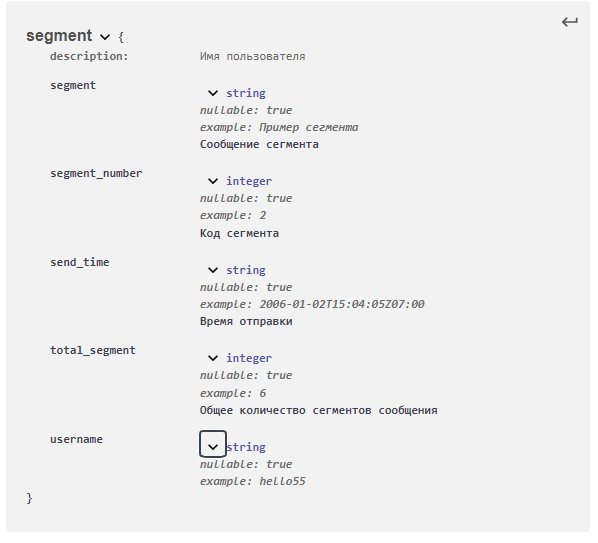 segment {
description: Имя пользователя
segment string
nullable: true
example: Пример сегмента
Сообщение сегмента
segment_number integer
nullable: true
example: 2
Код сегмента
send_time string
nullable: true
example: 2006-01-02T15:04:05Z07:00
Время отправки
total_segment integer
nullable: true
example: 6
Общее количество сегментов сообщения
username string
nullable: true
example: hello55
}